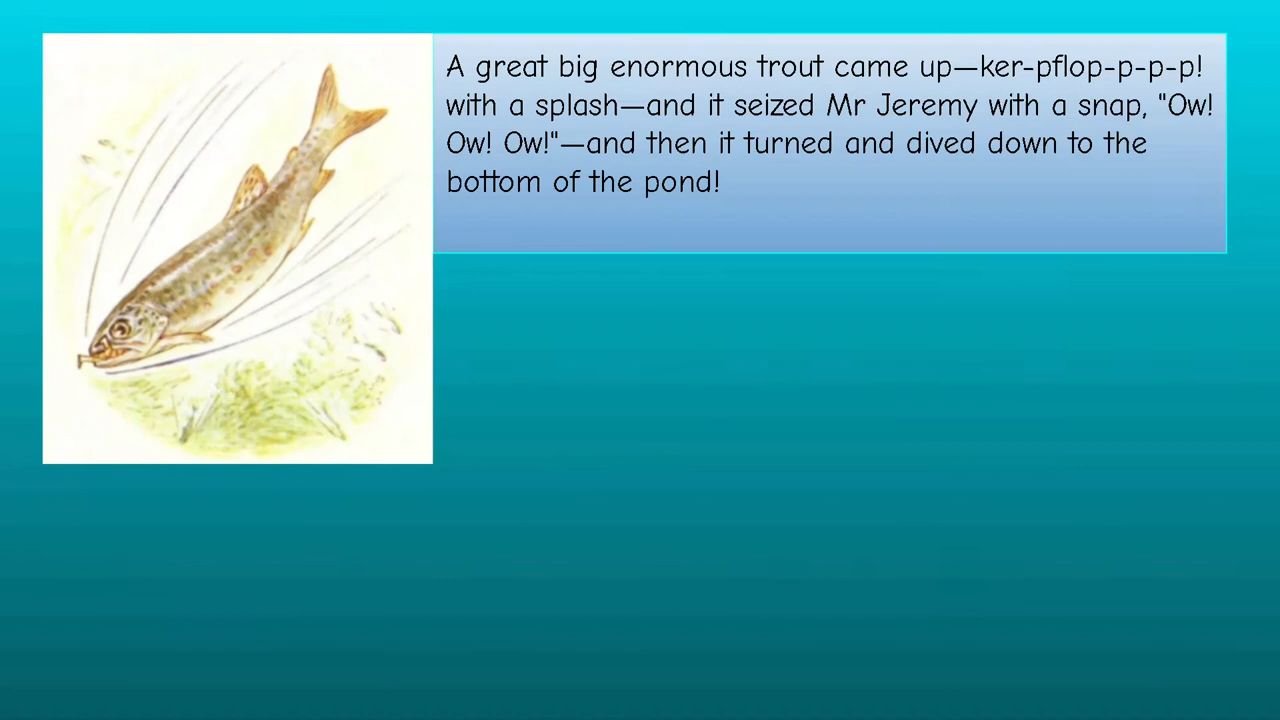 A great big enormous trout came up—ker-pflop-p-p-p!
with a splash—and it seized Mr Jeremy with a snap, "Ow!
Ow! Ow!"—and then it turned and dived down to the
bottom of the pond!